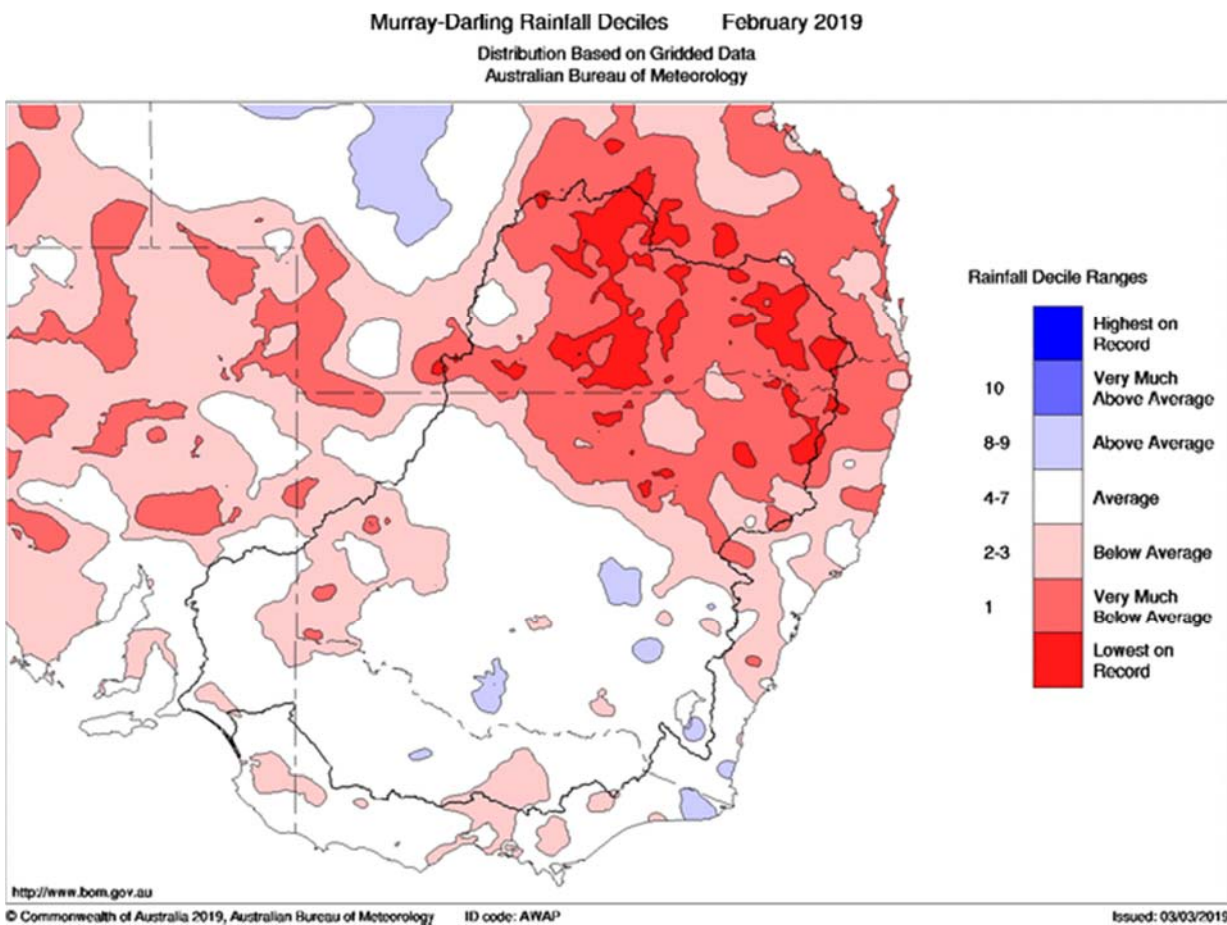 Murray-Darling Rainfall Deciles February 2019
Distribution Based on Gridded Data
Australian Bureau of Meteorology
Rainfall Decile Ranges
Highest on
Record
10 Very Much
Above Average
8-9 Above Average
4-7 Average
2-3 Below Average
1 Very Much
Below Average
Lowest on
Record
http://www.bom.gov.au
© Commonwealth of Australia 2019, Australian Bureau of Meteorology ID code: AWAP Issued: 03/03/2019